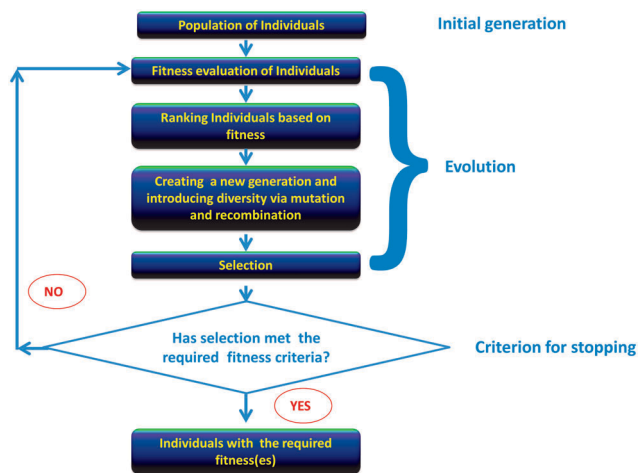 Population of Individuals
Initial generation
Fitness evaluation of Individuals
Ranking Individuals based on
fitness
Creating a new generation and
introducing diversity via mutation
and recombination
Evolution
Selection
NO
Has selection met the
required fitness criteria?
Criterion for stopping
YES
Individuals with the required
fitness(es)